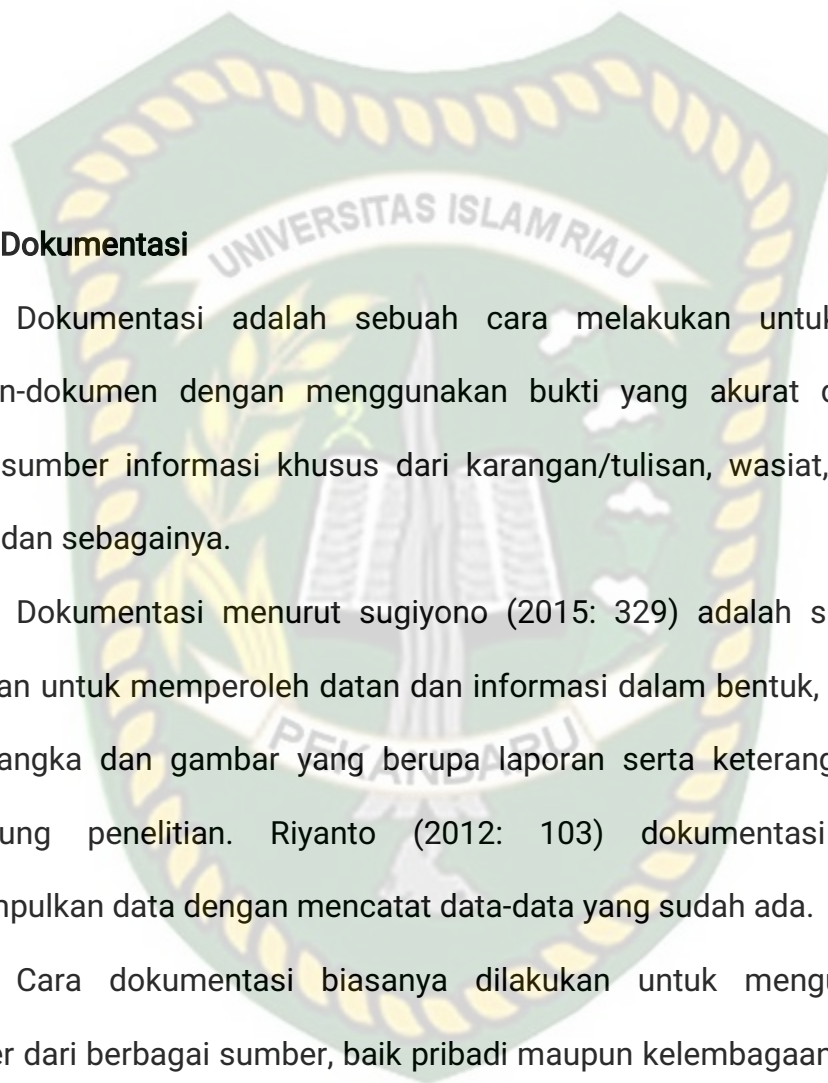 UNIVERSITAS ISLAM RIAU
Dokumentasi
Dokumentasi adalah sebuah cara melakukan untuk
n-dokumen dengan menggunakan bukti yang akurat
sumber informasi khusus dari karangan/tulisan, wasiat,
dan sebagainya.
Dokumentasi menurut sugiyono (2015: 329) adalah
an untuk memperoleh datan dan informasi dalam bentuk,
angka dan gambar yang berupa laporan serta keterang
ung penelitian. Riyanto (2012: 103) dokumentasi
mpulkan data dengan mencatat data-data yang sudah ada.
Cara dokumentasi biasanya dilakukan untuk mengu
er dari berbagai sumber, baik pribadi maupun kelembagaan
PEKANBARU